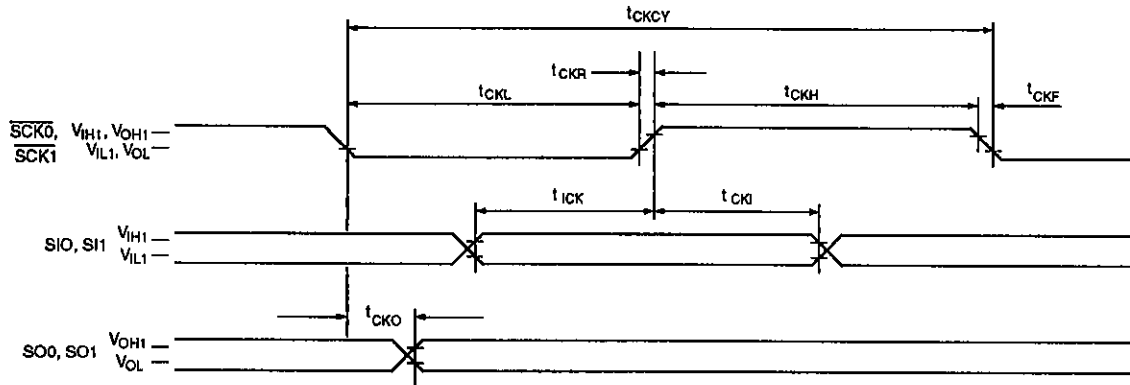 tCKCY
tCKR
tCKL
tCKH
tCKF
SCK0, VIH1, VOH1
SCK1 VIL1, VOL
tICK
tCKI
SI0, SI1
VIH1
VIL1
tCKO
SO0, SO1
VOH1
VOL